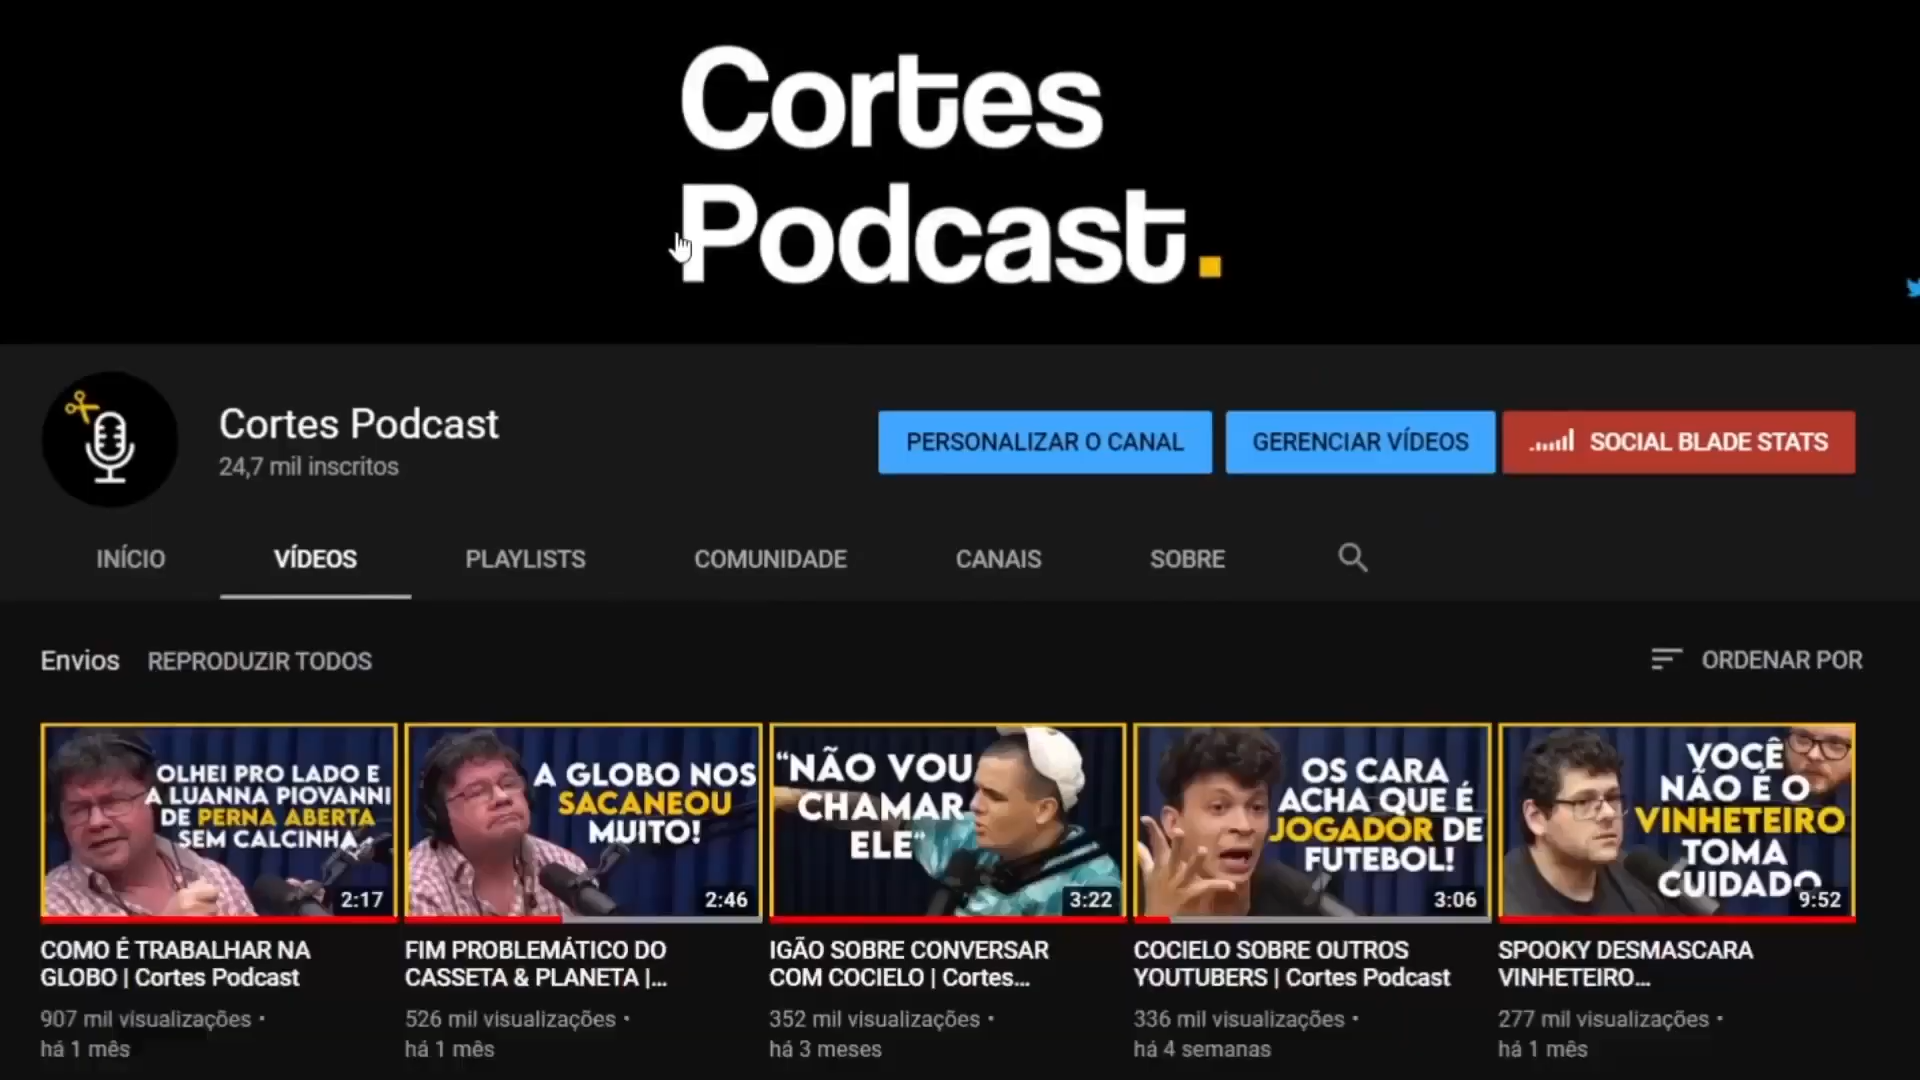 Cortes
Podcast.
Cortes Podcast
24,7 mil inscritos
PERSONALIZAR O CANAL
GERENCIAR VÍDEOS
SOCIAL BLADE STATS
INÍCIO
VÍDEOS
PLAYLISTS
COMUNIDADE
CANAIS
SOBRE
Envios
REPRODUZIR TODOS
ORDENAR POR
OLHEI PRO LADO E
A LUANNA PIOVANNI
DE PERNA ABERTA
SEM CALCINHA
2:17
COMO É TRABALHAR NA
GLOBO | Cortes Podcast
907 mil visualizações •
há 1 mês
A GLOBO NOS
SACANEOU
MUITO!
2:46
FIM PROBLEMÁTICO DO
CASSETA & PLANETA |...
526 mil visualizações •
há 1 mês
“NÃO VOU
CHAMAR
ELE“
3:22
IGÃO SOBRE CONVERSAR
COM COCIELO | Cortes...
352 mil visualizações •
há 3 meses
OS CARA
ACHA QUE É
JOGADOR DE
FUTEBOL!
3:06
COCIELO SOBRE OUTROS
YOUTUBERS | Cortes Podcast
336 mil visualizações •
há 4 semanas
VOCÊ
NÃO É O
VINHETEIRO
TOMA
CUIDADO
9:52
SPOOKY DESMASCARA
VINHETEIRO...
277 mil visualizações •
há 1 mês